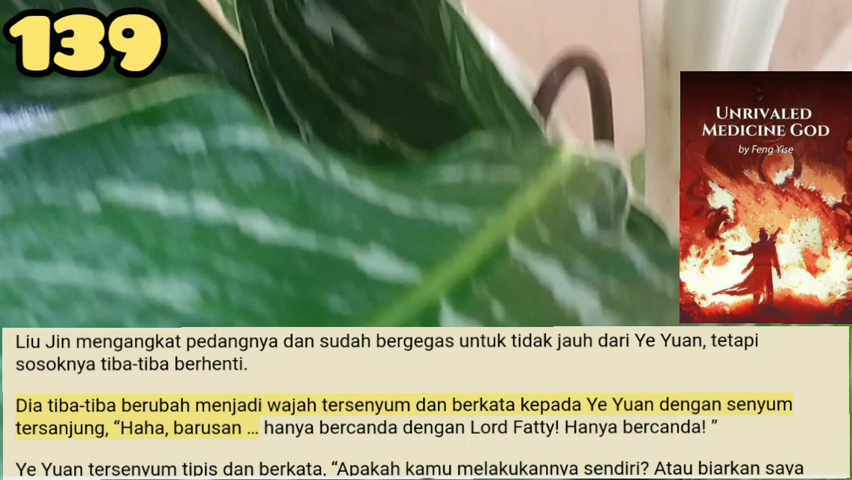 139
UNRIVALED
MEDICINE GOD
by Feng Yise
Liu Jin mengangkat pedangnya dan sudah bergegas untuk tidak jauh dari Ye Yuan, tetapi
sosoknya tiba-tiba berhenti.
Dia tiba-tiba berubah menjadi wajah tersenyum dan berkata kepada Ye Yuan dengan senyum
tersanjung, “Haha, barusan ... hanya bercanda dengan Lord Fatty! Hanya bercanda! ”
Ye Yuan tersenyum tipis dan berkata, “Apakah kamu melakukannya sendiri? Atau biarkan saya